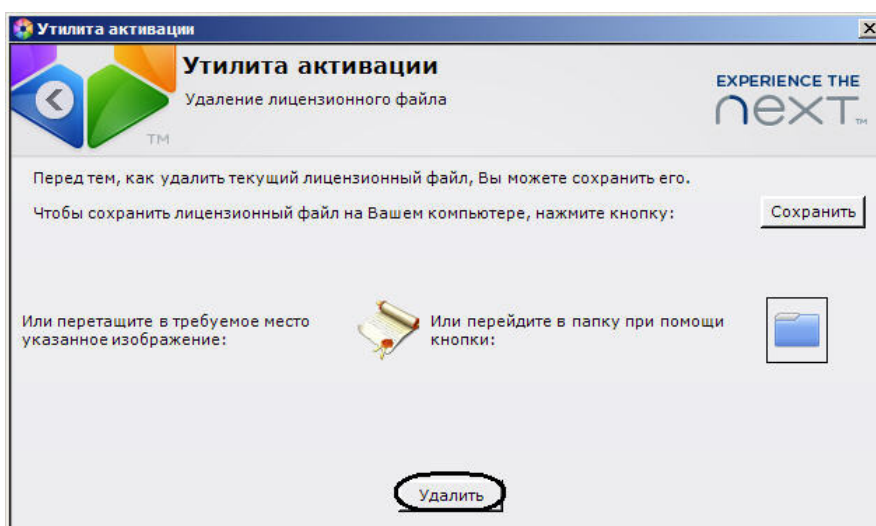 Утилита активации
Утилита активации
Удаление лицензионного файла
EXPERIENCE THE
next™
TM
Перед тем, как удалить текущий лицензионный файл, Вы можете сохранить его.
Чтобы сохранить лицензионный файл на Вашем компьютере, нажмите кнопку:
Сохранить
Или перетащите в требуемое место
указанное изображение:
Или перейдите в папку при помощи
кнопки:
Удалить